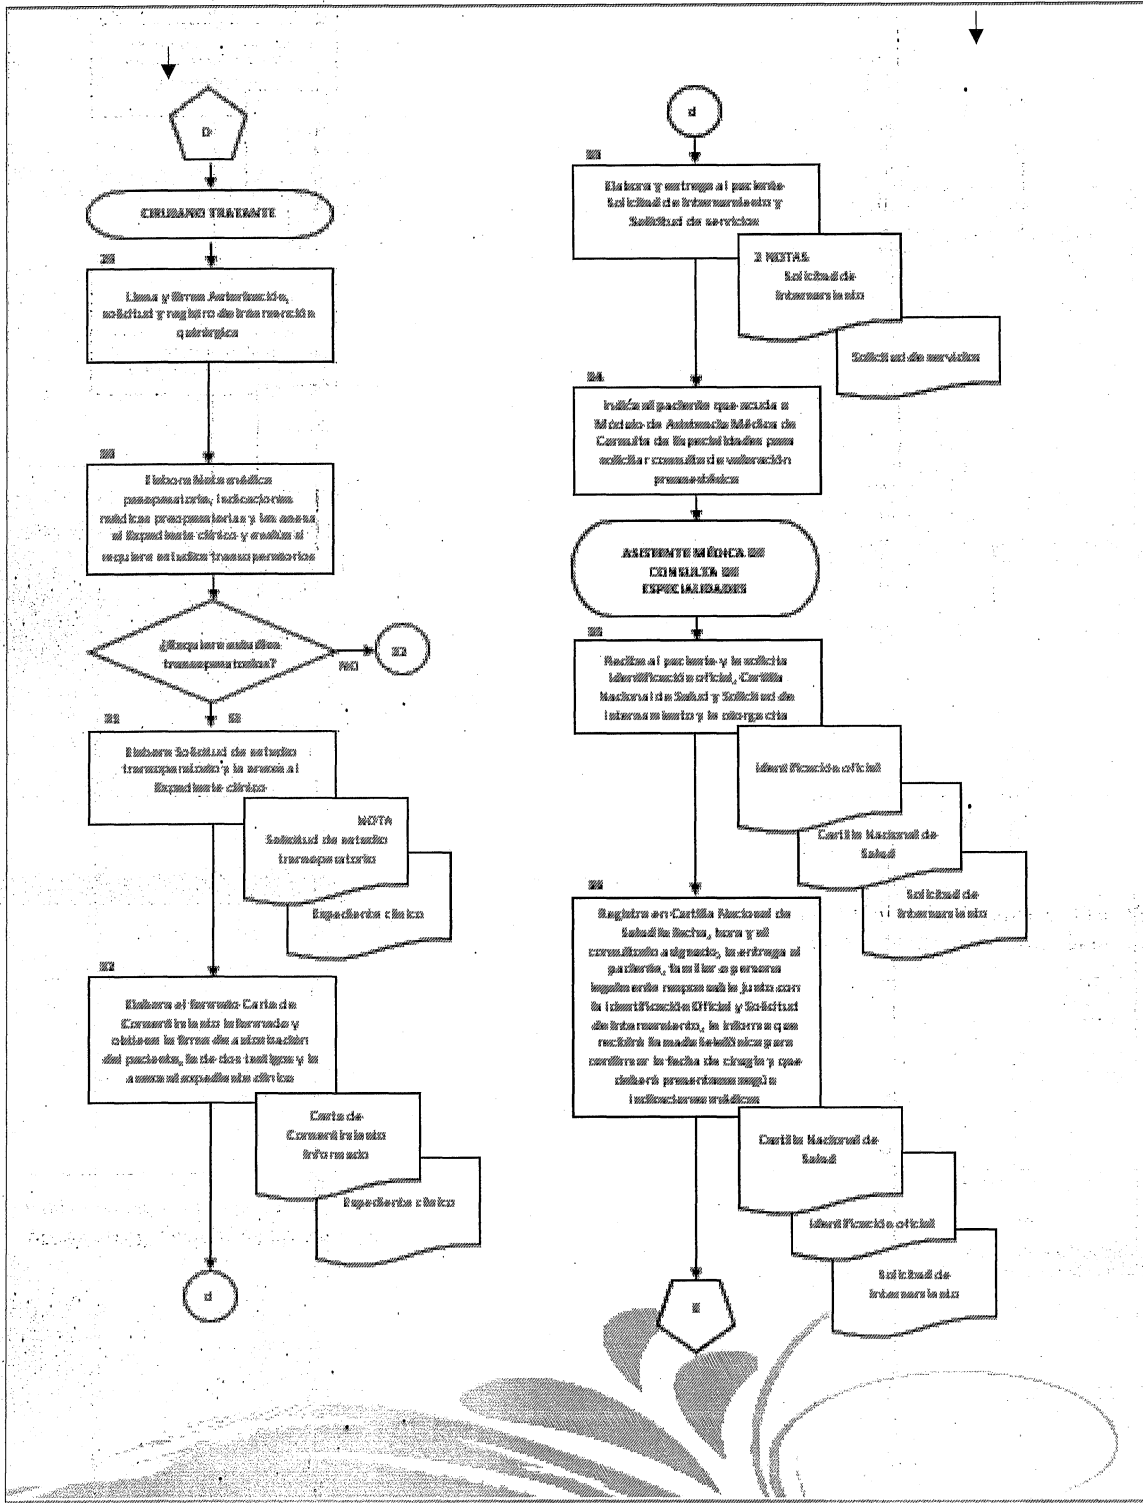 D
CIRUJANO TRATANTE
29
Llena y firma Autorización,
solicitud y registro de intervención
quirúrgica
30
Elabora Nota médica
preoperatoria, indicaciones
médicas preoperatorias y las anexa
al Expediente clínico y evalúa si
requiere estudios transoperatorios
¿Requiere estudios
transoperatorios?
NO
32
31
SI
Elabora Solicitud de estudio
transoperatorio y la anexa al
Expediente clínico
NOTA
Solicitud de estudio
transoperatorio
Expediente clínico
32
Elabora el formato Carta de
Consentimiento Informado y
obtiene la firma de autorización
del paciente, la de dos testigos y la
anexa al expediente clínico
Carta de
Consentimiento
Informado
Expediente clínico
d
d
33
Elabora y entrega al paciente
Solicitud de Internamiento y
Solicitud de servicios
2 NOTAS
Solicitud de
Internamiento
Solicitud de servicios
34
Indica al paciente que acuda a
Módulo de Asistencia Médica de
Consulta de Especialidades para
solicitar consulta de valoración
preanestésica
ASISTENTE MÉDICA DE
CONSULTA DE
ESPECIALIDADES
35
Recibe al paciente y le solicita
identificación oficial, Cartilla
Nacional de Salud y Solicitud de
Internamiento y le otorga cita
Identificación oficial
Cartilla Nacional de
Salud
Solicitud de
Internamiento
36
Registra en Cartilla Nacional de
Salud la fecha, hora y el
consultorio asignado, la entrega al
paciente, familiar o persona
legalmente responsable junto con
la Identificación Oficial y Solicitud
de Internamiento, le informa que
recibirá llamada telefónica para
confirmar la fecha de cirugía y que
deberá presentarse según
indicaciones médicas
Cartilla Nacional de
Salud
Identificación oficial
Solicitud de
Internamiento
E